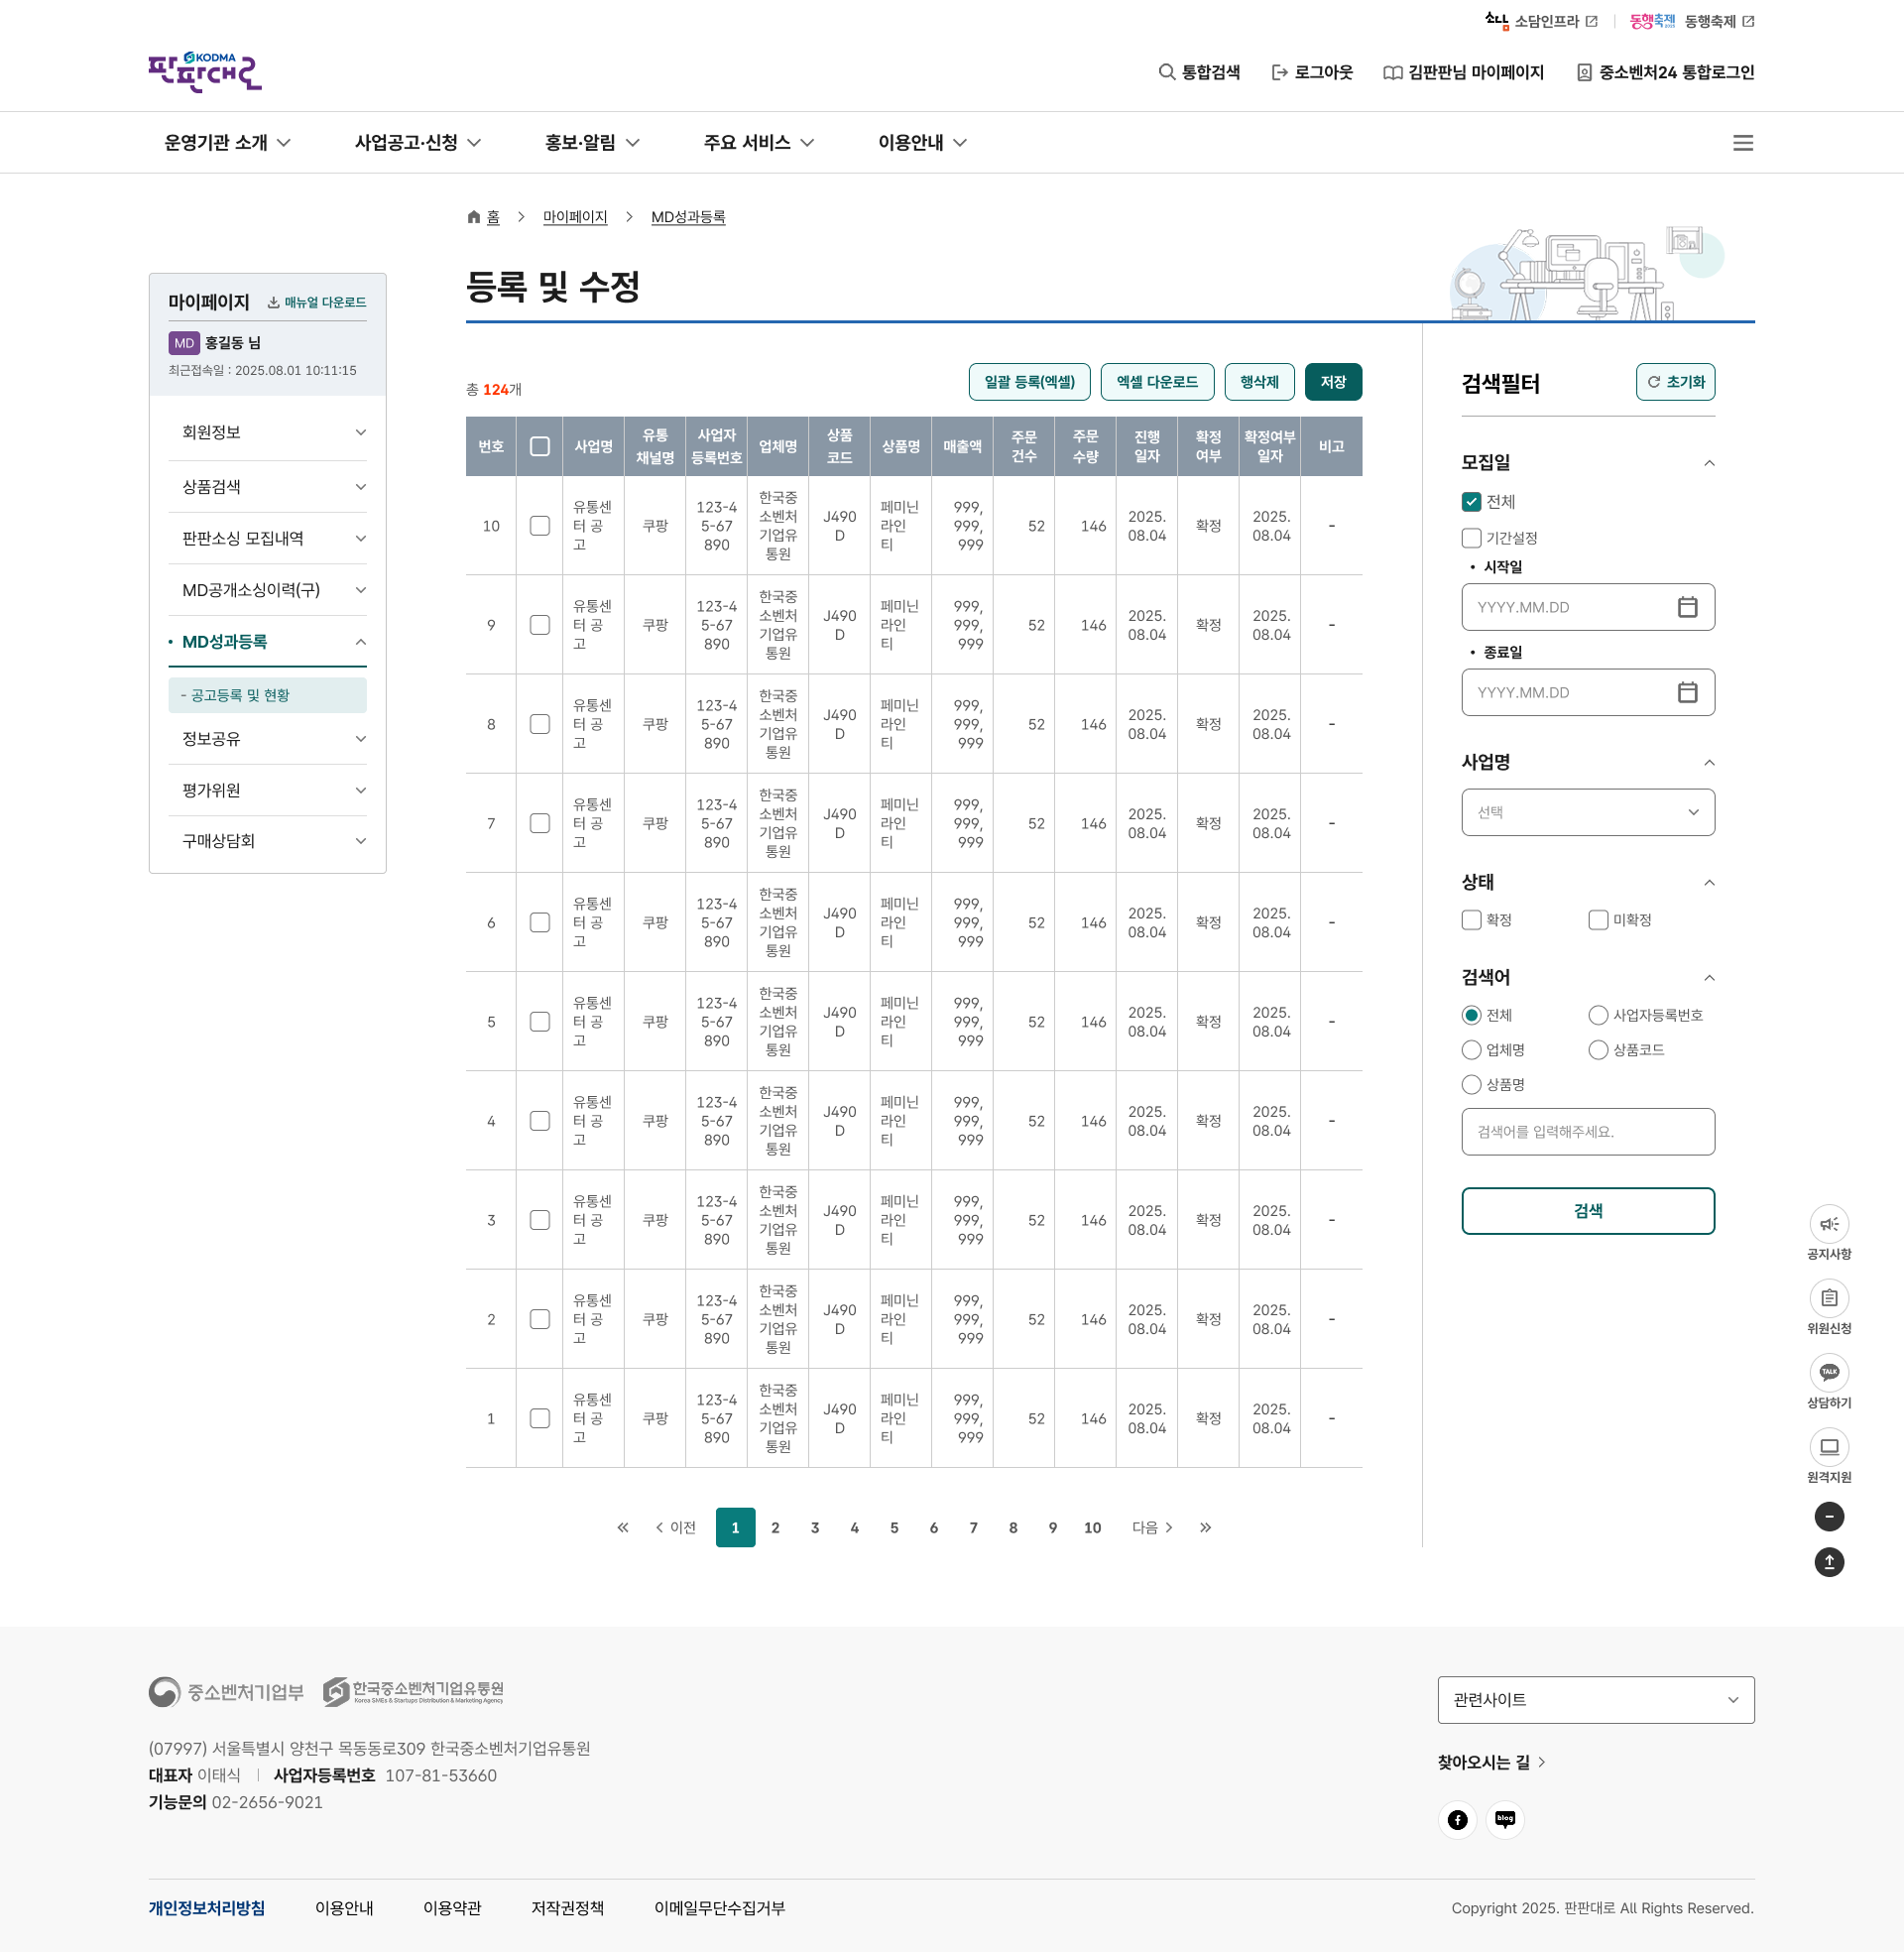 소담인프라
동행축제 동행축제
KODMA
판판대로
통합검색 로그아웃 김판판님 마이페이지 중소벤처24 통합로그인
운영기관 소개 사업공고·신청 홍보·알림 주요 서비스 이용안내
홈 마이페이지 MD성과등록
등록 및 수정
마이페이지 매뉴얼 다운로드
MD 홍길동 님
최근접속일 : 2025.08.01 10:11:15
회원정보
상품검색
판판소싱 모집내역
MD공개소싱이력(구)
MD성과등록
- 공고등록 및 현황
정보공유
평가위원
구매상담회
총 124개
일괄 등록(엑셀) 엑셀 다운로드 행삭제 저장
번호 사업명 유통 채널명 사업자 등록번호 업체명 상품 코드 상품명 매출액 주문 건수 주문 수량 진행 일자 확정 여부 확정여부 일자 비고
10 유통센터 공고 쿠팡 123-45-67890 한국중소벤처기업유통원 J490D 페미닌라인티 999,999,999 52 146 2025.08.04 확정 2025.08.04 -
9 유통센터 공고 쿠팡 123-45-67890 한국중소벤처기업유통원 J490D 페미닌라인티 999,999,999 52 146 2025.08.04 확정 2025.08.04 -
8 유통센터 공고 쿠팡 123-45-67890 한국중소벤처기업유통원 J490D 페미닌라인티 999,999,999 52 146 2025.08.04 확정 2025.08.04 -
7 유통센터 공고 쿠팡 123-45-67890 한국중소벤처기업유통원 J490D 페미닌라인티 999,999,999 52 146 2025.08.04 확정 2025.08.04 -
6 유통센터 공고 쿠팡 123-45-67890 한국중소벤처기업유통원 J490D 페미닌라인티 999,999,999 52 146 2025.08.04 확정 2025.08.04 -
5 유통센터 공고 쿠팡 123-45-67890 한국중소벤처기업유통원 J490D 페미닌라인티 999,999,999 52 146 2025.08.04 확정 2025.08.04 -
4 유통센터 공고 쿠팡 123-45-67890 한국중소벤처기업유통원 J490D 페미닌라인티 999,999,999 52 146 2025.08.04 확정 2025.08.04 -
3 유통센터 공고 쿠팡 123-45-67890 한국중소벤처기업유통원 J490D 페미닌라인티 999,999,999 52 146 2025.08.04 확정 2025.08.04 -
2 유통센터 공고 쿠팡 123-45-67890 한국중소벤처기업유통원 J490D 페미닌라인티 999,999,999 52 146 2025.08.04 확정 2025.08.04 -
1 유통센터 공고 쿠팡 123-45-67890 한국중소벤처기업유통원 J490D 페미닌라인티 999,999,999 52 146 2025.08.04 확정 2025.08.04 -
이전 1 2 3 4 5 6 7 8 9 10 다음
검색필터 초기화
모집일
전체
기간설정
• 시작일
YYYY.MM.DD
• 종료일
YYYY.MM.DD
사업명
선택
상태
확정 미확정
검색어
전체 사업자등록번호
업체명 상품코드
상품명
검색어를 입력해주세요.
검색
공지사항
위원신청
TALK
상담하기
원격지원
중소벤처기업부 한국중소벤처기업유통원
Korea SMEs & Startups Distribution & Marketing Agency
(07997) 서울특별시 양천구 목동동로309 한국중소벤처기업유통원
대표자 이태식 사업자등록번호 107-81-53660
기능문의 02-2656-9021
관련사이트
찾아오시는 길
blog
개인정보처리방침 이용안내 이용약관 저작권정책 이메일무단수집거부
Copyright 2025. 판판대로 All Rights Reserved.